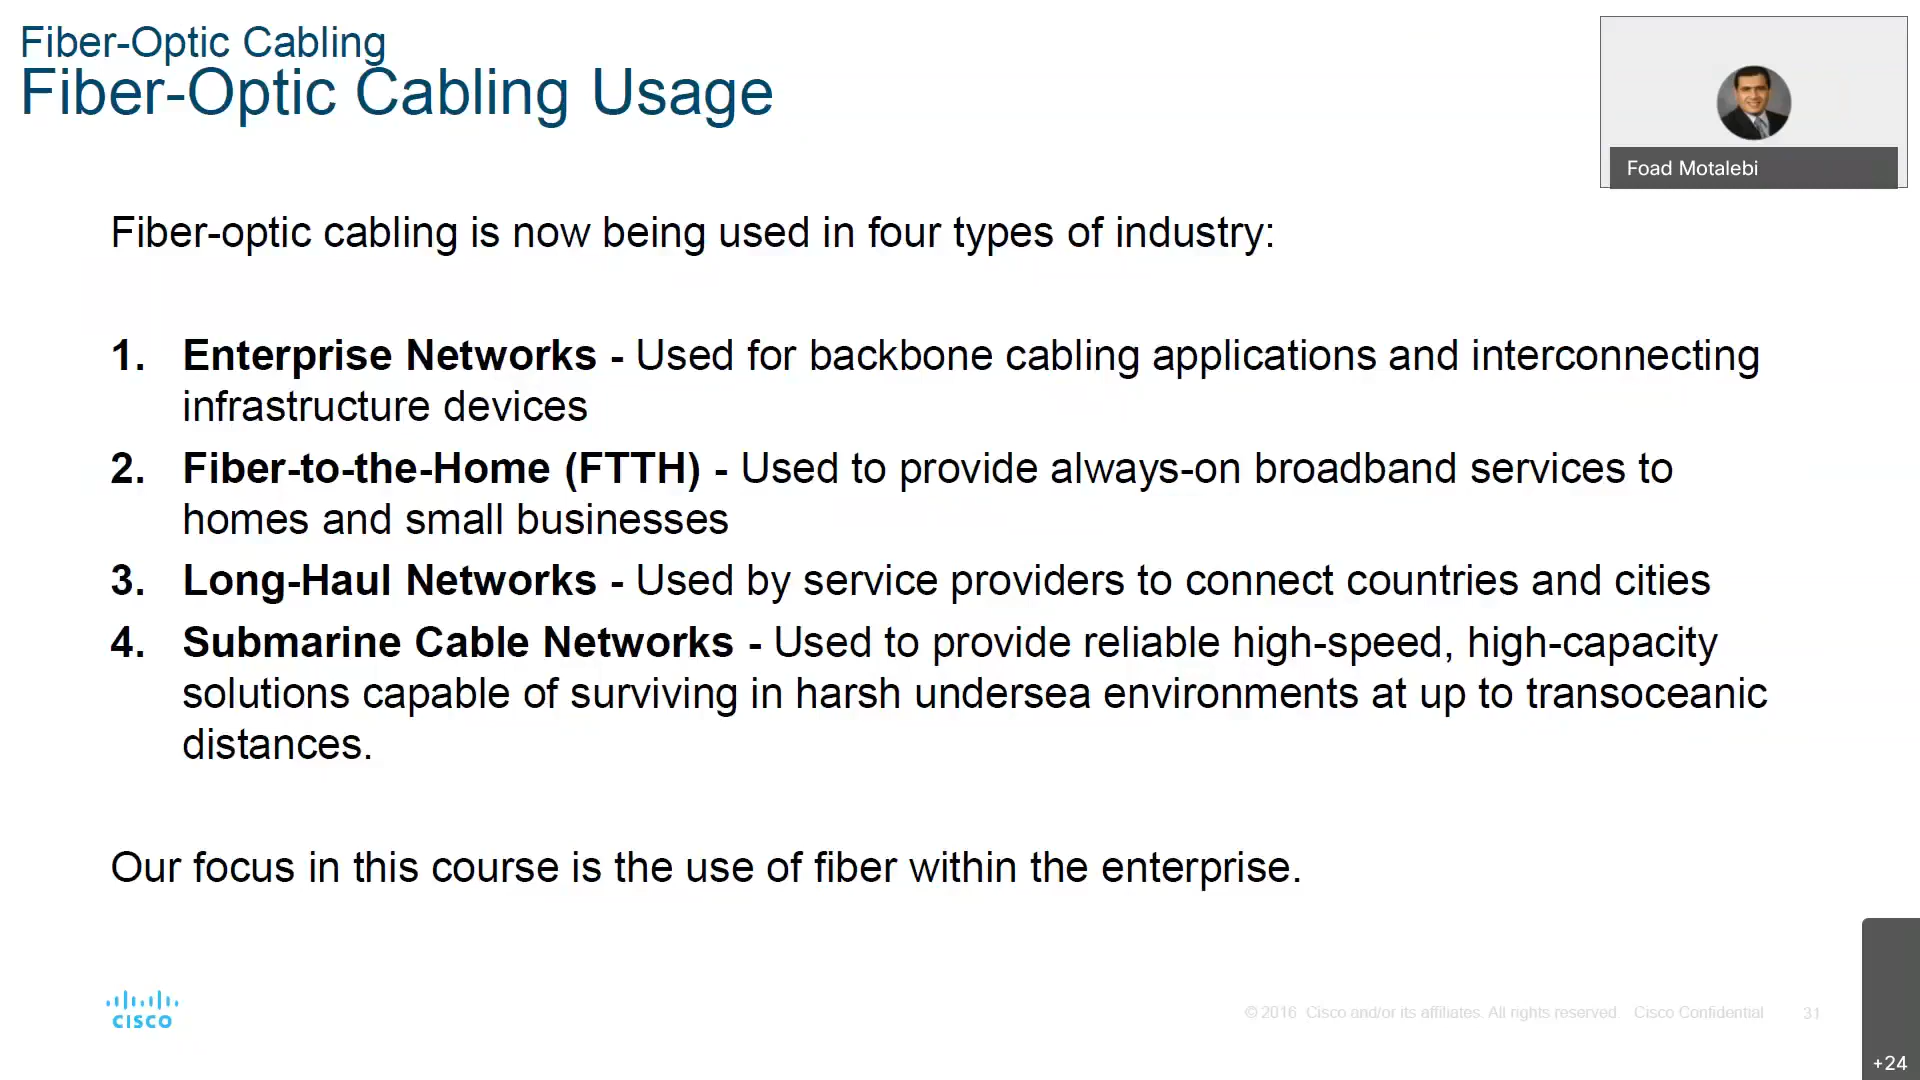 Fiber-Optic Cabling
Fiber-Optic Cabling Usage
Foad Motalebi
Fiber-optic cabling is now being used in four types of industry:
1. Enterprise Networks - Used for backbone cabling applications and interconnecting
infrastructure devices
2. Fiber-to-the-Home (FTTH) - Used to provide always-on broadband services to
homes and small businesses
3. Long-Haul Networks - Used by service providers to connect countries and cities
4. Submarine Cable Networks - Used to provide reliable high-speed, high-capacity
solutions capable of surviving in harsh undersea environments at up to transoceanic
distances.
Our focus in this course is the use of fiber within the enterprise.
CISCO
© 2016 Cisco and/or its affiliates. All rights reserved. Cisco Confidential 31
+24